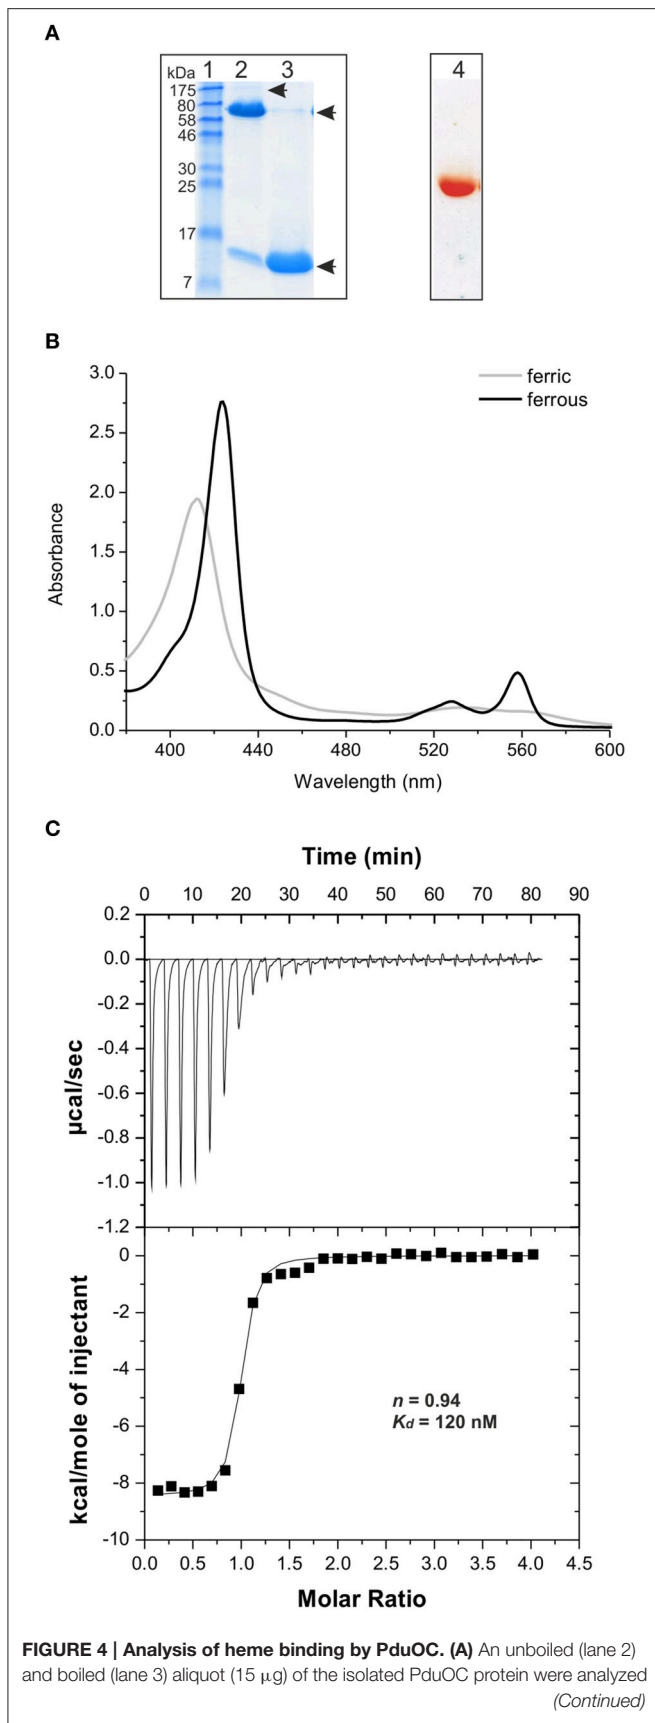 A
kDa 1 2 3
175
80
58
46
30
25
17
7
4
B
3.0
2.5
2.0
1.5
1.0
0.5
0.0
Absorbance
ferric
ferrous
400 440 480 520 560 600
Wavelength (nm)
C
Time (min)
0 10 20 30 40 50 60 70 80 90
0.2
0.0
-0.2
-0.4
-0.6
-0.8
-1.0
-1.2
µcal/sec
0
-2
-4
-6
-8
-10
kcal/mole of injectant
n = 0.94
Kd = 120 nM
0.0 0.5 1.0 1.5 2.0 2.5 3.0 3.5 4.0 4.5
Molar Ratio
FIGURE 4 | Analysis of heme binding by PduOC. (A) An unboiled (lane 2)
and boiled (lane 3) aliquot (15 µg) of the isolated PduOC protein were analyzed
(Continued)